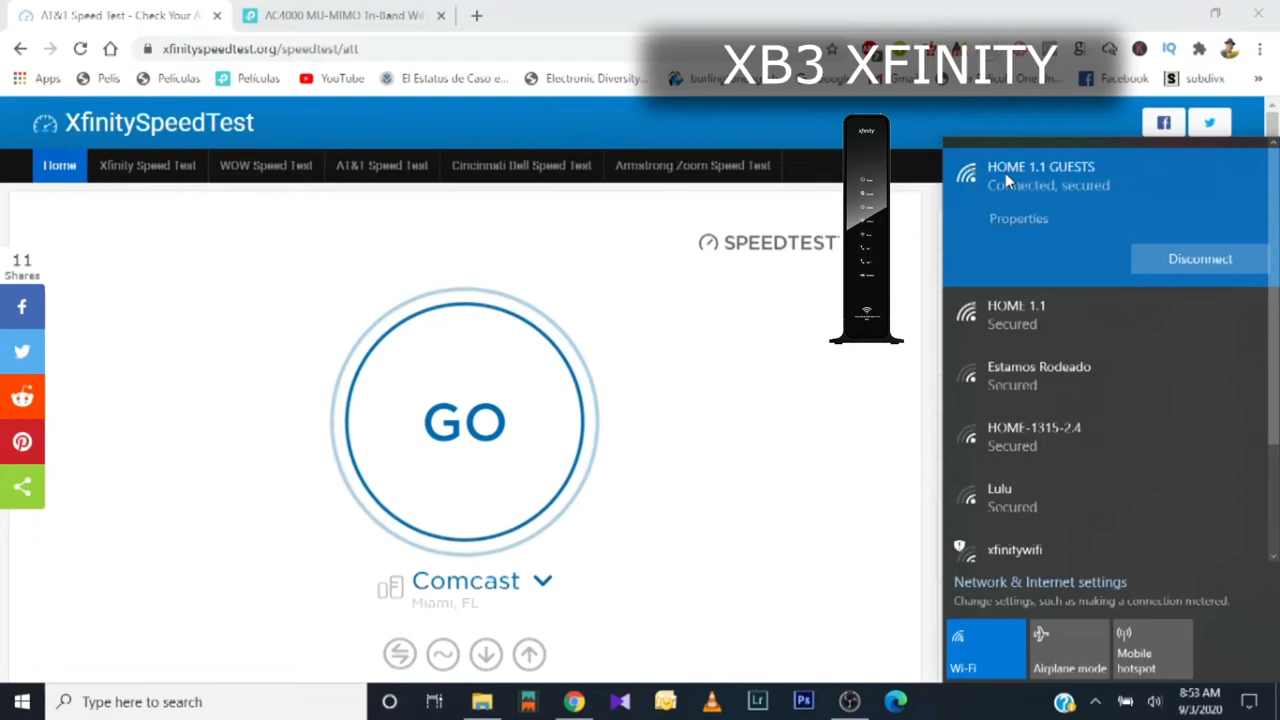 AT&T Speed Test - Check Your A
AC4000 MU-MIMO Tri-Band WiF
xfinityspeedtest.org/speedtest/att
XB3 XFINITY
Apps
Pelis
Peliculas
Películas
YouTube
El Estatus de Caso e...
Electronic Diversity...
Facebook
subdivx
»
XfinitySpeedTest
Home
Xfinity Speed Test
WOW Speed Test
AT&T Speed Test
Cincinnati Bell Speed Test
Armstrong Zoom Speed Test
xfinity
11
Shares
SPEEDTEST
GO
Comcast
Miami, FL
HOME 1.1 GUESTS
Connected, secured
Properties
Disconnect
HOME 1.1
Secured
Estamos Rodeado
Secured
HOME-1315-2.4
Secured
Lulu
Secured
xfinitywifi
Network & Internet settings
Change settings, such as making a connection metered.
Wi-Fi
Airplane mode
Mobile
hotspot
Type here to search
Lr
Ps
8:53 AM
9/3/2020